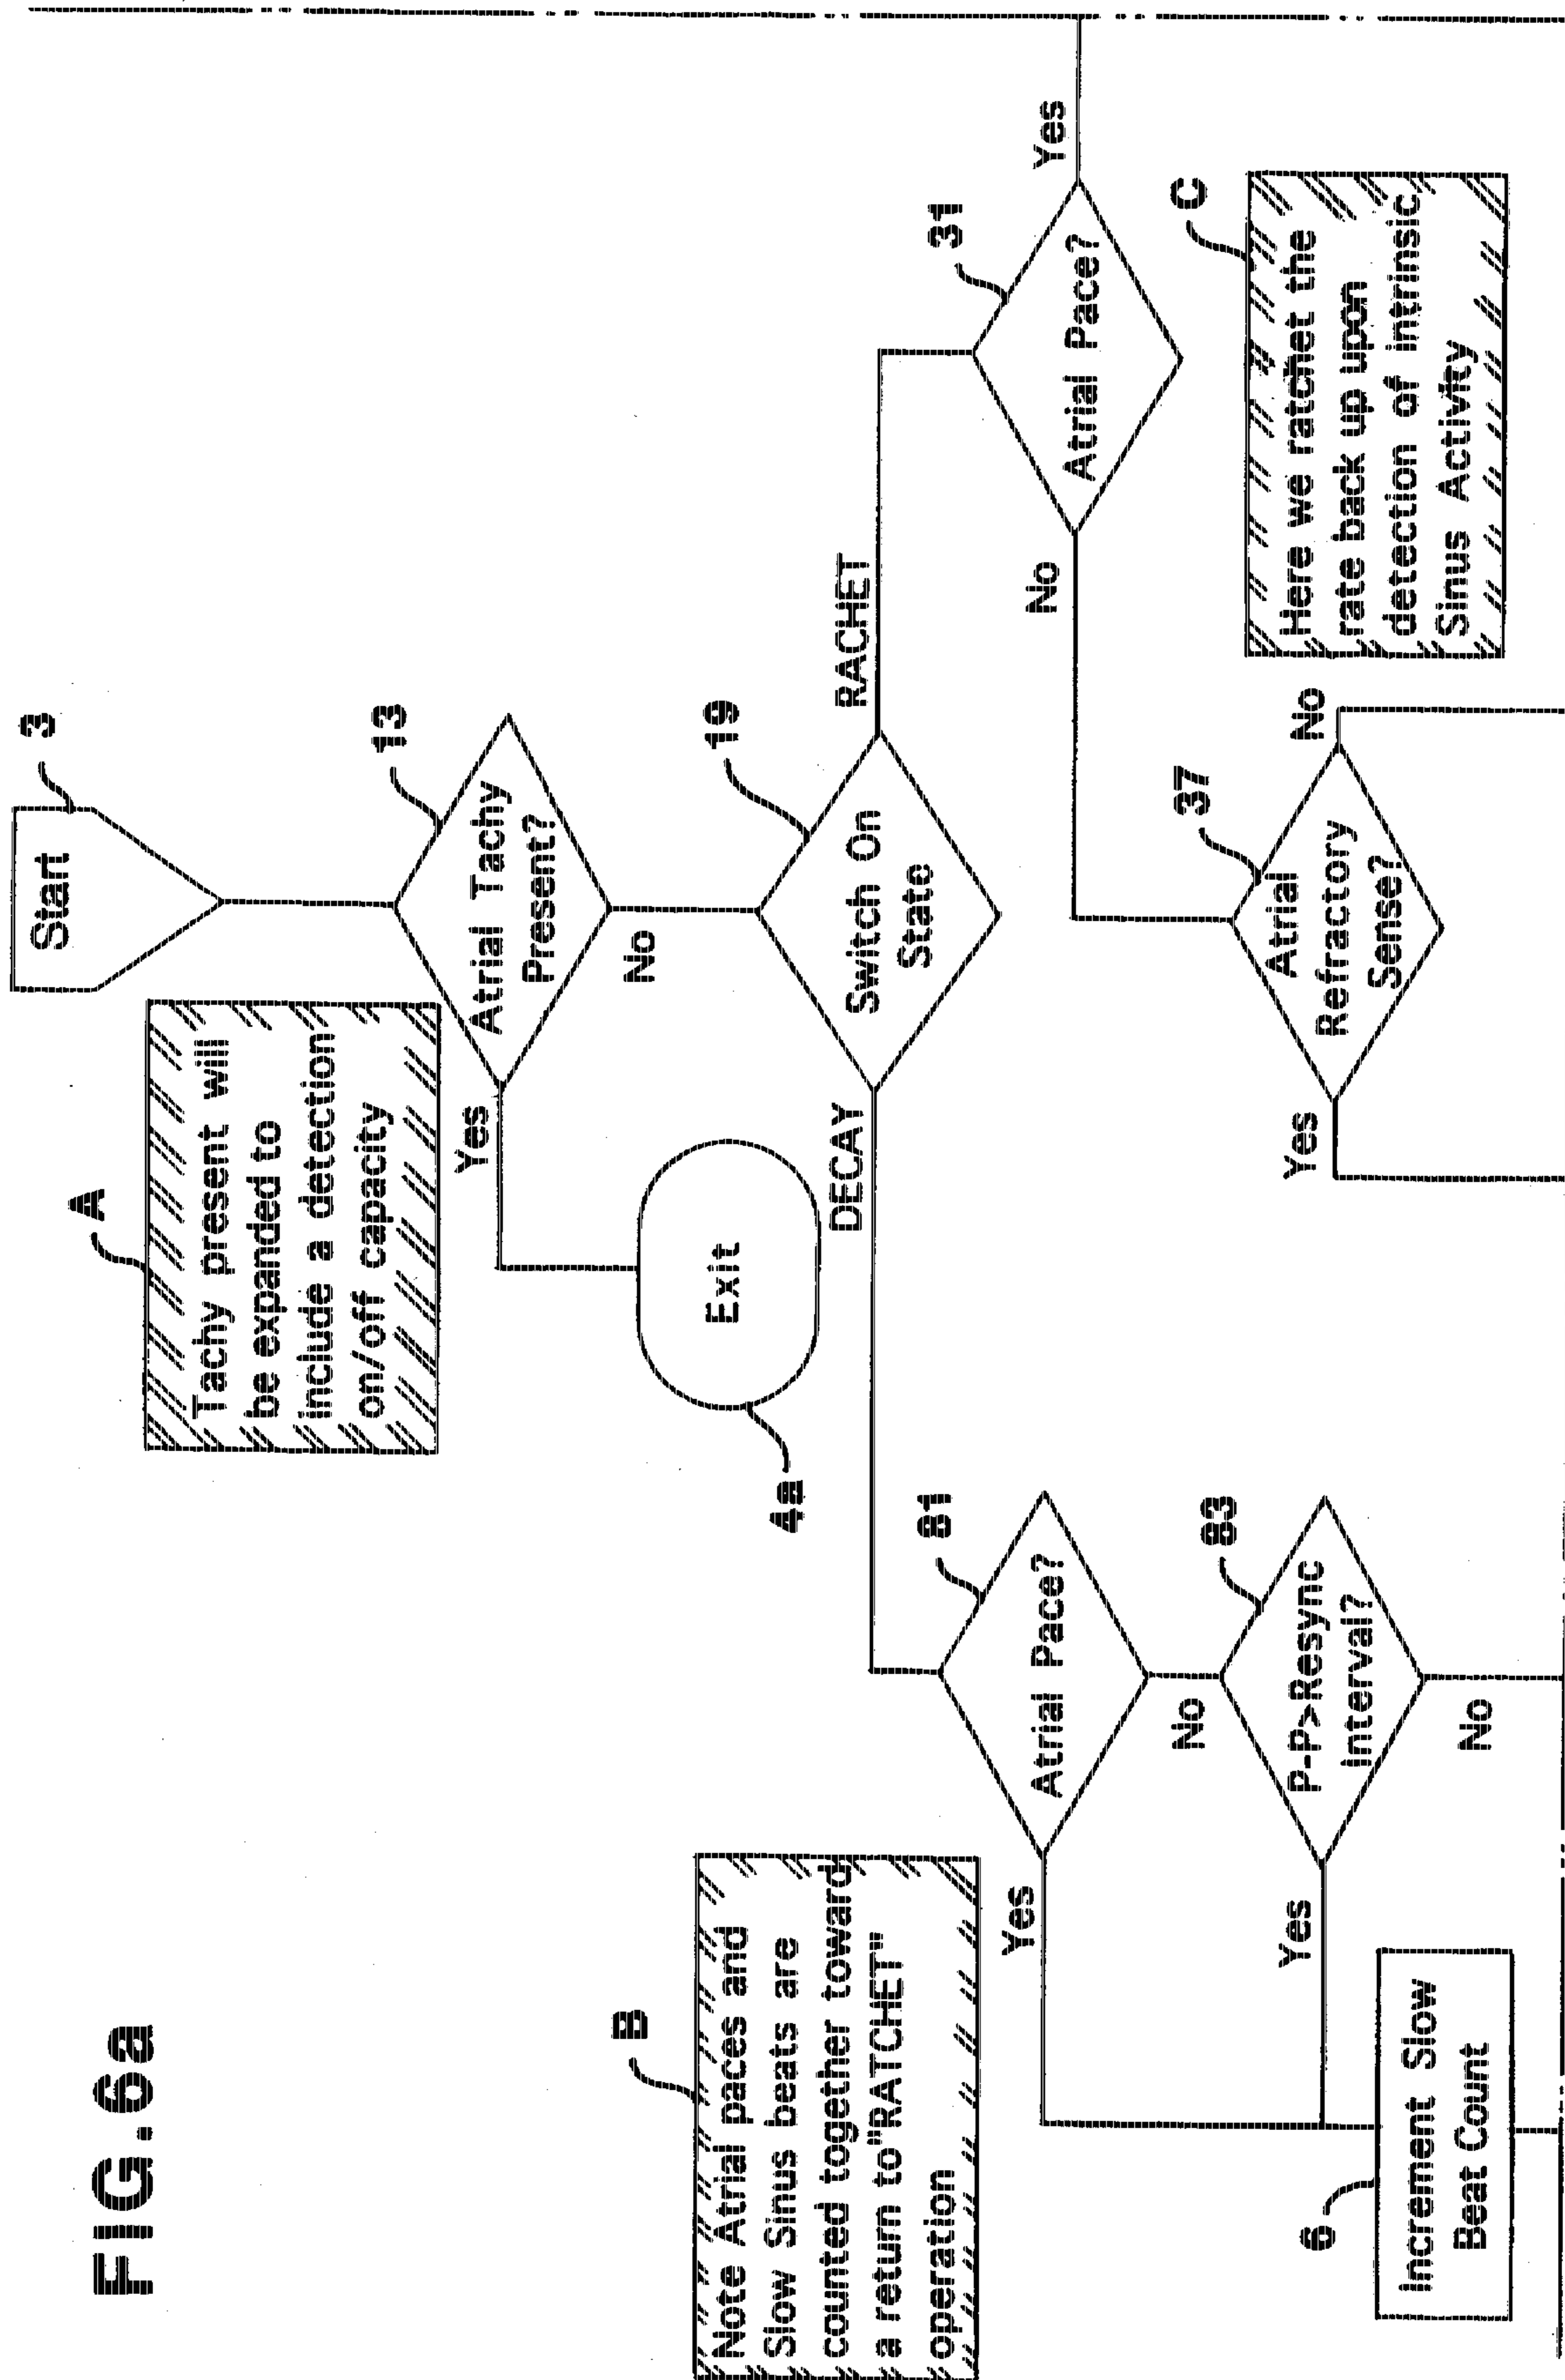 FIG.6a
Start
3
A
Tachy present will
be expanded to
include a detection
on/off capacity
13
Atrial Tachy
Present?
Yes
No
Exit
4a
19
Switch On
State
DECAY
RACHET
B
Note Atrial paces and
Slow Sinus beats are
counted together toward
a return to"RATCHET"
operation
81
Atrial Pace?
Yes
No
83
P-P>Resync
interval?
Yes
No
6
Increment Slow
Beat Count
31
Atrial Pace?
Yes
No
37
Atrial
Refractory
Sense?
Yes
No
C
Here we ratchet the
rate back up upon
detection of intrinsic
Sinus Activity